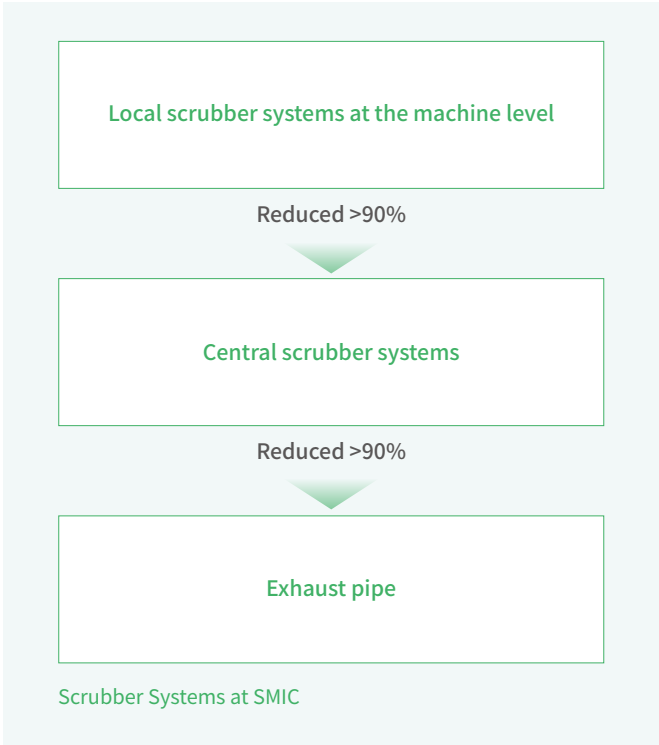 Local scrubber systems at the machine level
Reduced >90%
Central scrubber systems
Reduced >90%
Exhaust pipe
Scrubber Systems at SMIC